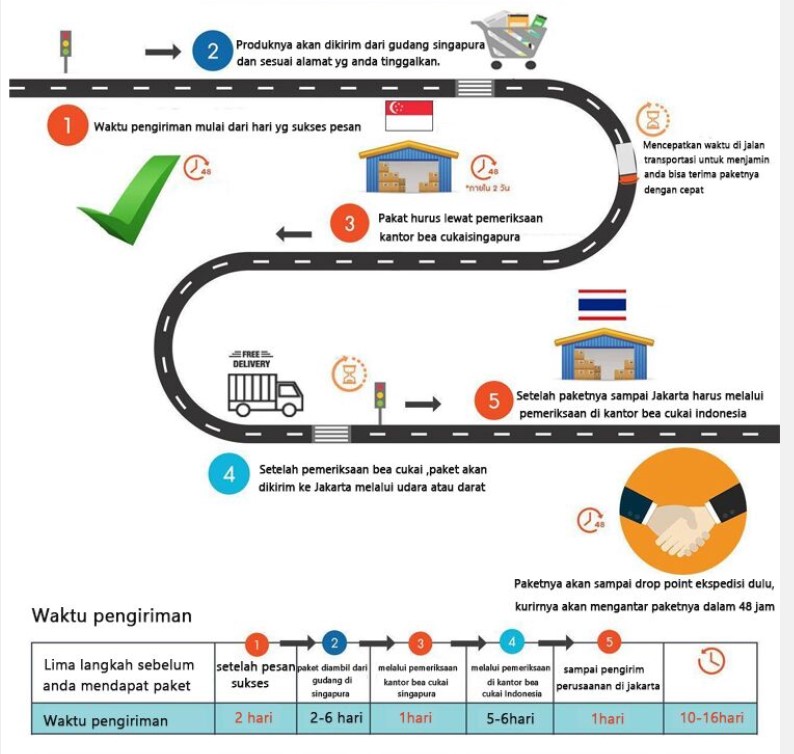 2
Produknya akan dikirim dari gudang singapura
dan sesuai alamat yg anda tinggalkan.
1
Waktu pengiriman mulai dari hari yg sukses pesan
48
48
*ภายใน 2 วัน
Mencepatkan waktu di jalan
transportasi untuk menjamin
anda bisa terima paketnya
dengan cepat
3
Pakat hurus lewat pemeriksaan
kantor bea cukaisingapura
FREE
DELIVERY
5
Setelah paketnya sampai Jakarta harus melalui
pemeriksaan di kantor bea cukai indonesia
4
Setelah pemeriksaan bea cukai ,paket akan
dikirim ke Jakarta melalui udara atau darat
48
Paketnya akan sampai drop point ekspedisi dulu,
kurirnya akan mengantar paketnya dalam 48 jam
Waktu pengiriman
1 2 3 4 5
Lima langkah sebelum
anda mendapat paket
setelah pesan
sukses
paket diambil dari
gudang di
singapura
melalui pemeriksaan
kantor bea cukai
singapura
melalui pemeriksaan
di kantor bea
cukai Indonesia
sampai pengirim
perusaanan di jakarta
Waktu pengiriman 2 hari 2-6 hari 1hari 5-6hari 1hari 10-16hari